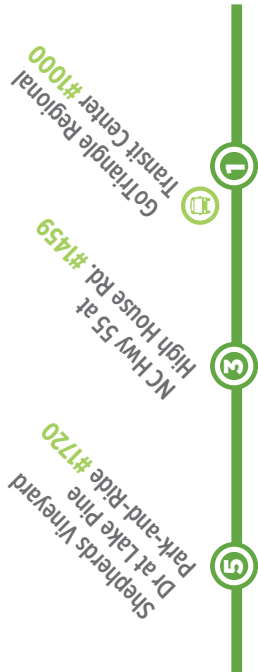 GoTriangle Regional
Transit Center #1000
1
NC Hwy 55 at
High House Rd. #1459
3
Shepherds Vineyard
Dr at Lake Pine #1720
Park-and-Ride
5